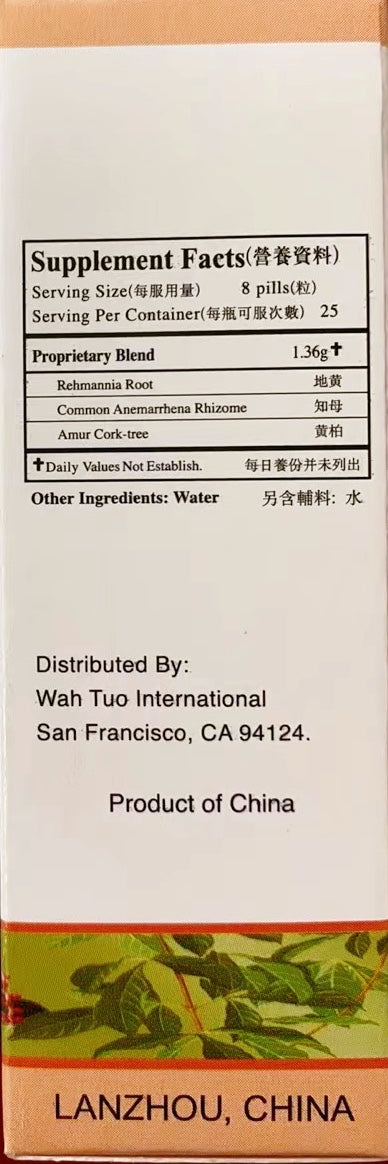 Supplement Facts(營養資料)
Serving Size(每服用量) 8 pills(粒)
Serving Per Container(每瓶可服次數) 25
Proprietary Blend 1.36g✝
Rehmannia Root 地黄
Common Anemarrhena Rhizome 知母
Amur Cork-tree 黄柏
✝Daily Values Not Establish. 每日養份并未列出
Other Ingredients: Water 另含輔料: 水
Distributed By:
Wah Tuo International
San Francisco, CA 94124.
Product of China
LANZHOU, CHINA